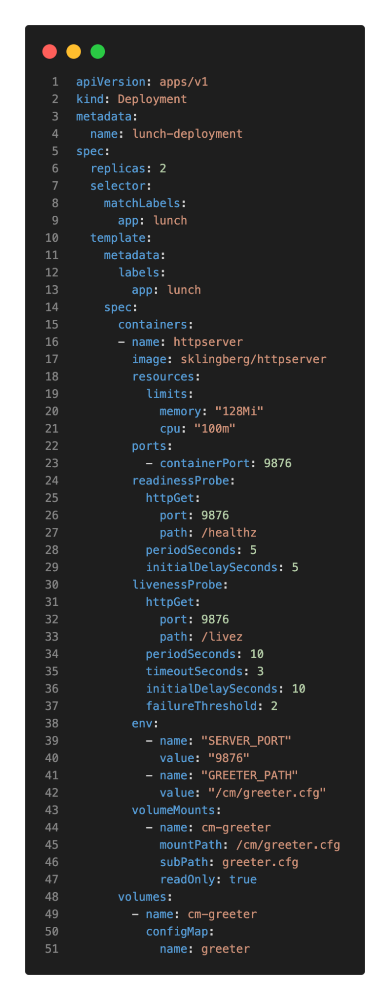 1 apiVersion: apps/v1
2 kind: Deployment
3 metadata:
4   name: lunch-deployment
5 spec:
6   replicas: 2
7   selector:
8     matchLabels:
9       app: lunch
10   template:
11     metadata:
12       labels:
13         app: lunch
14     spec:
15       containers:
16       - name: httpserver
17         image: sklingberg/httpserver
18         resources:
19           limits:
20             memory: "128Mi"
21             cpu: "100m"
22         ports:
23           - containerPort: 9876
24         readinessProbe:
25           httpGet:
26             port: 9876
27             path: /healthz
28           periodSeconds: 5
29           initialDelaySeconds: 5
30         livenessProbe:
31           httpGet:
32             port: 9876
33             path: /livez
34           periodSeconds: 10
35           timeoutSeconds: 3
36           initialDelaySeconds: 10
37           failureThreshold: 2
38         env:
39           - name: "SERVER_PORT"
40             value: "9876"
41           - name: "GREETER_PATH"
42             value: "/cm/greeter.cfg"
43         volumeMounts:
44           - name: cm-greeter
45             mountPath: /cm/greeter.cfg
46             subPath: greeter.cfg
47             readOnly: true
48       volumes:
49         - name: cm-greeter
50           configMap:
51             name: greeter